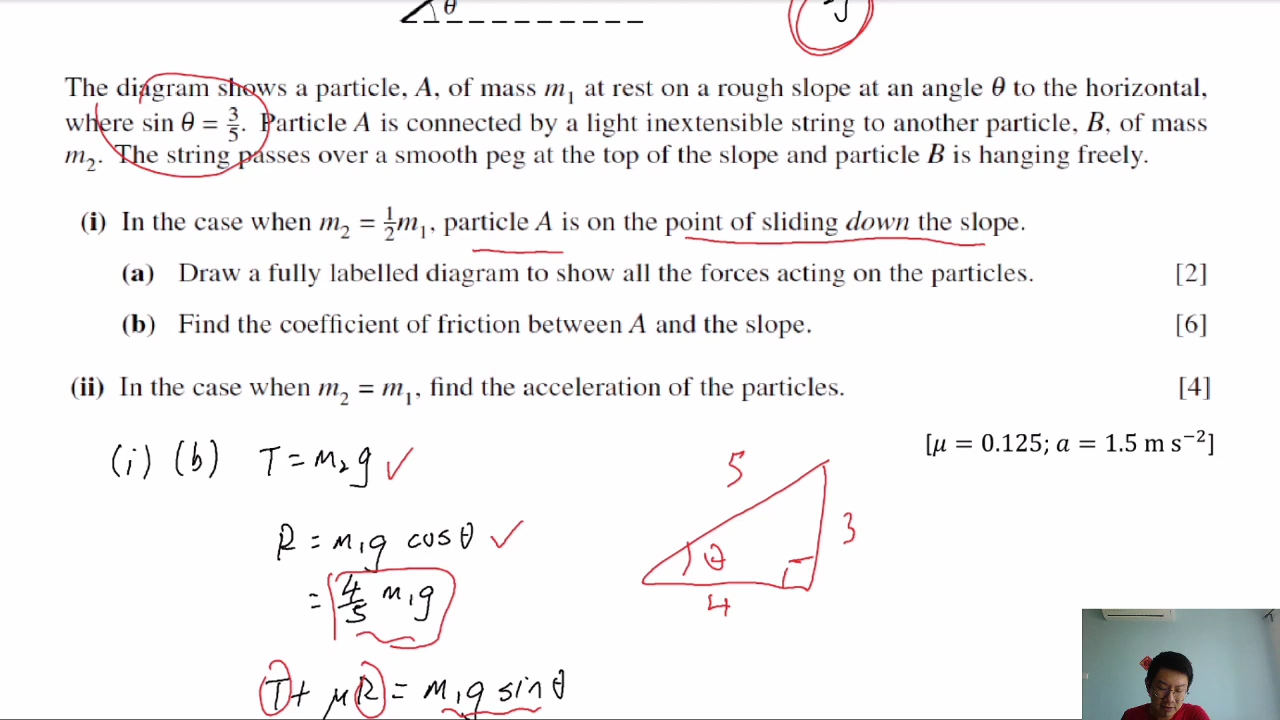 θ
The diagram shows a particle, A, of mass m₁ at rest on a rough slope at an angle θ to the horizontal,
where sin θ = 3/5. Particle A is connected by a light inextensible string to another particle, B, of mass
m₂. The string passes over a smooth peg at the top of the slope and particle B is hanging freely.
(i) In the case when m₂ = ½m₁, particle A is on the point of sliding down the slope.
(a) Draw a fully labelled diagram to show all the forces acting on the particles. [2]
(b) Find the coefficient of friction between A and the slope. [6]
(ii) In the case when m₂ = m₁, find the acceleration of the particles. [4]
[μ = 0.125; a = 1.5 m s⁻²]
(i) (b) T = m₂g ✓
R = m₁g cos θ ✓
= 4/5 m₁g
T + μR = m₁g sin θ
5
3
θ
4